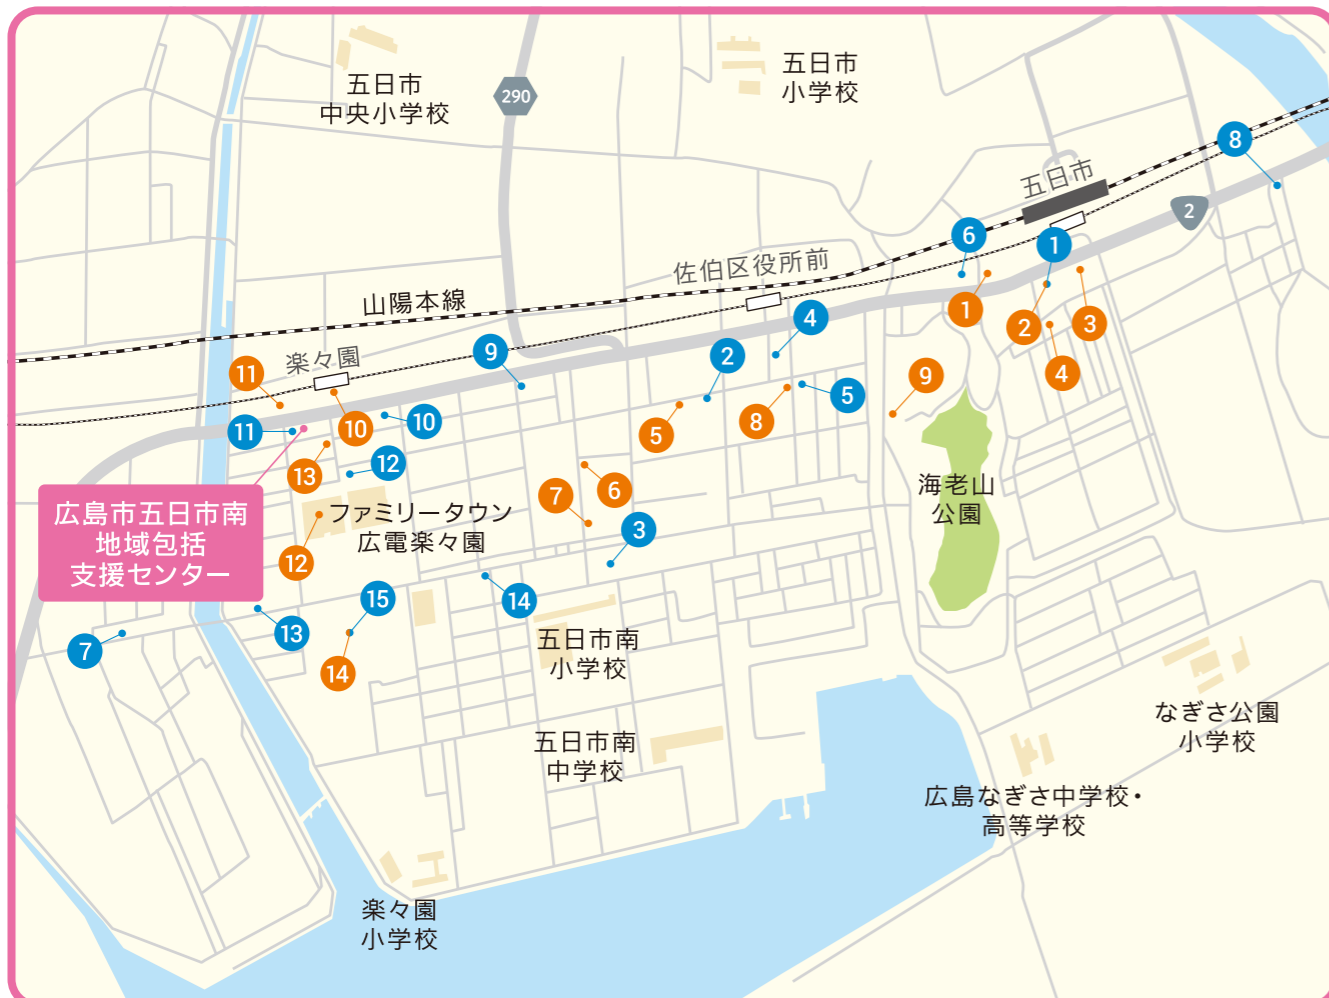 五日市
中央小学校
290
五日市
小学校
8
五日市
2
6
1
佐伯区役所前
山陽本線
1
2
3
4
4
楽々園
9
2
11
9
5
10
10
11
5
8
13
12
6
7
広島市五日市南
地域包括
支援センター
ファミリータウン
広電楽々園
海老山
公園
3
12
15
14
13
7
14
五日市南
小学校
なぎさ公園
小学校
五日市南
中学校
広島なぎさ中学校・
高等学校
楽々園
小学校